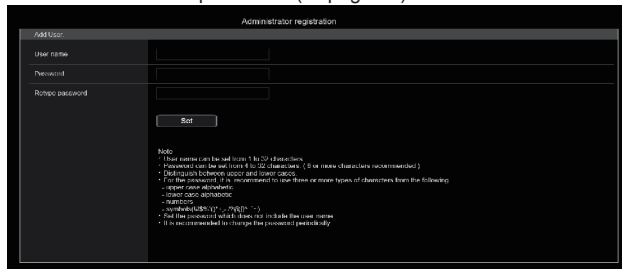 Administrator registration
Add User.
User name
Password
Retype password
Set
Note
· User name can be set from 1 to 32 characters
· Password can be set from 4 to 32 characters. ( 8 or more characters recommended )
· Distinguish between upper and lower cases.
· For the password, it is recommend to use three or more types of characters from the following
- upper case alphabetic
- lower case alphabetic
- numbers
- symbols
· Set the password which does not include the user name
· It is recommended to change the password periodically